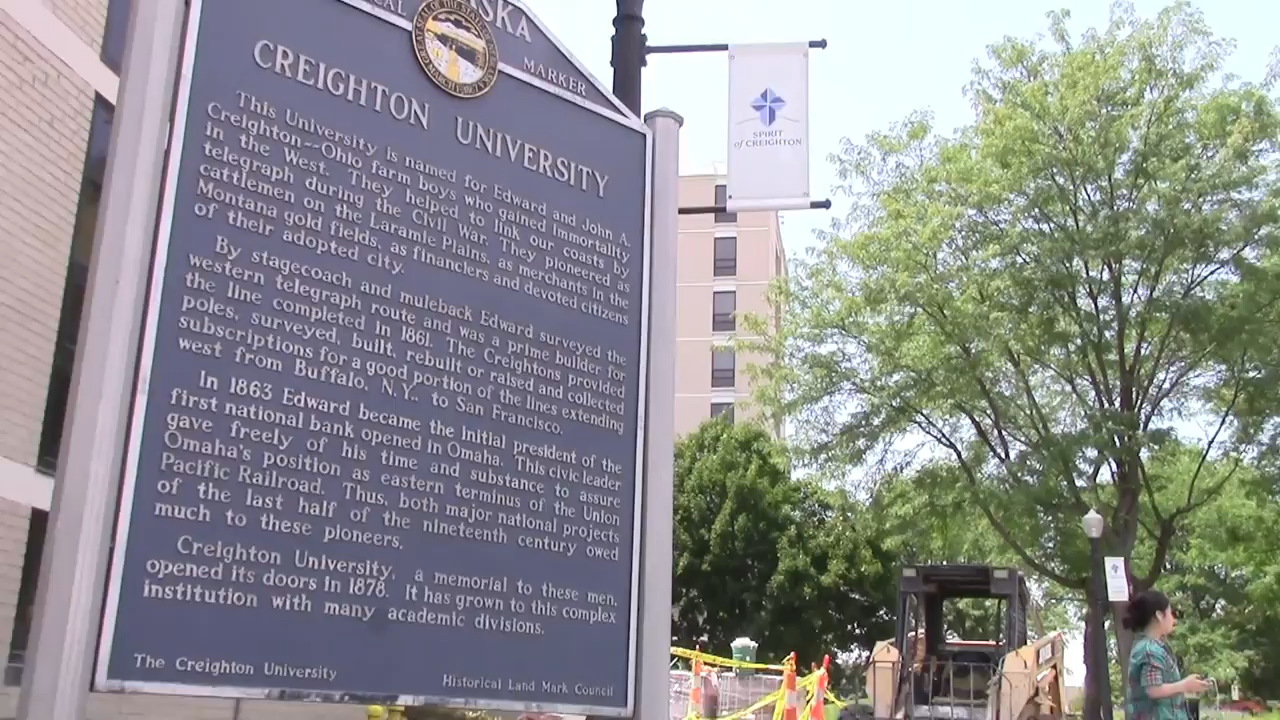 MARKER
CREIGHTON UNIVERSITY
This University is named for Edward and John A.
Creighton--Ohio farm boys who gained immortality
in the West. They helped to link our coasts by
telegraph during the Civil War. They pioneered as
cattlemen on the Laramie Plains, as merchants in the
Montana gold fields, as financiers and devoted citizens
of their adopted city.
By stagecoach and muleback Edward surveyed the
western telegraph route and was a prime builder for
the line completed in 1861. The Creightons provided
poles, surveyed, built, rebuilt or raised and collected
subscriptions for a good portion of the lines extending
west from Buffalo, N.Y., to San Francisco.
In 1863 Edward became the initial president of the
first national bank opened in Omaha. This civic leader
gave freely of his time and substance to assure
Omaha's position as eastern terminus of the Union
Pacific Railroad. Thus, both major national projects
of the last half of the nineteenth century owed
much to these pioneers.
Creighton University, a memorial to these men,
opened its doors in 1878. It has grown to this complex
institution with many academic divisions.
The Creighton University
Historical Land Mark Council
SPIRIT
of CREIGHTON